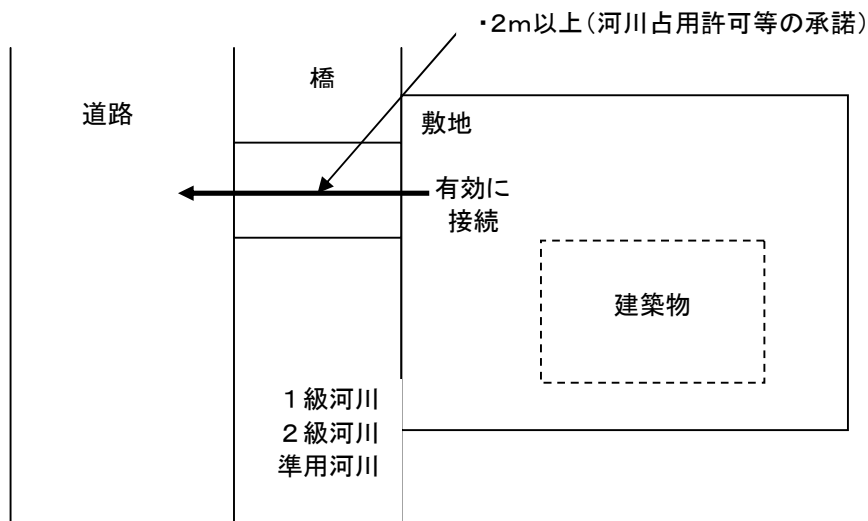 ・2ｍ以上（河川占用許可等の承諾）
橋
道路
敷地
有効に
接続
建築物
１級河川
２級河川
準用河川